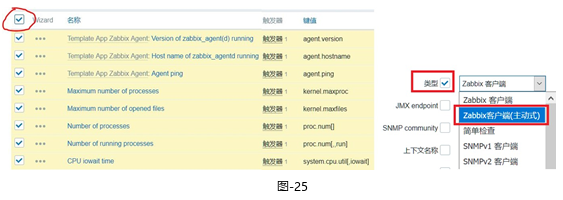 Wizard 名称 触发器 键值
Template App Zabbix Agent: Version of zabbix_agent(d) running 触发器 1 agent.version
Template App Zabbix Agent: Host name of zabbix_agentd running 触发器 1 agent.hostname
Template App Zabbix Agent: Agent ping 触发器 1 agent.ping
Maximum number of processes 触发器 1 kernel.maxproc
Maximum number of opened files 触发器 1 kernel.maxfiles
Number of processes 触发器 1 proc.num[]
Number of running processes 触发器 1 proc.num[,,run]
CPU iowait time 触发器 1 system.cpu.util[,iowait]
类型 Zabbix 客户端
Zabbix 客户端
JMX endpoint
Zabbix客户端(主动式)
SNMP community
简单检查
SNMPv1 客户端
上下文名称
SNMPv2 客户端
图-25